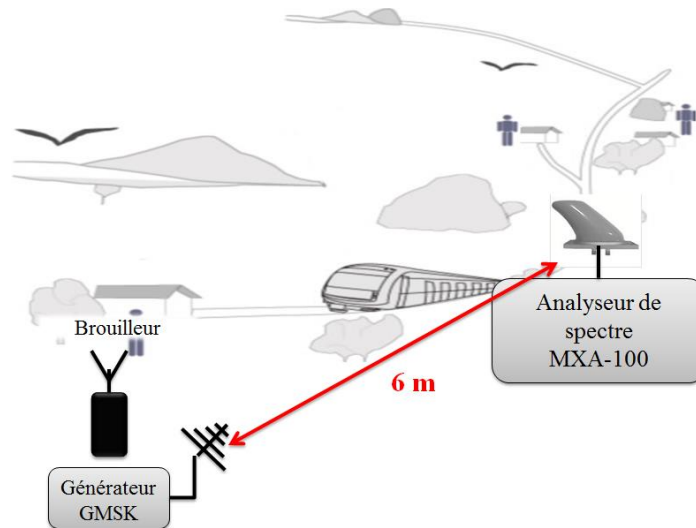 Brouilleur
Analyseur de
spectre
MXA-100
6 m
Générateur
GMSK